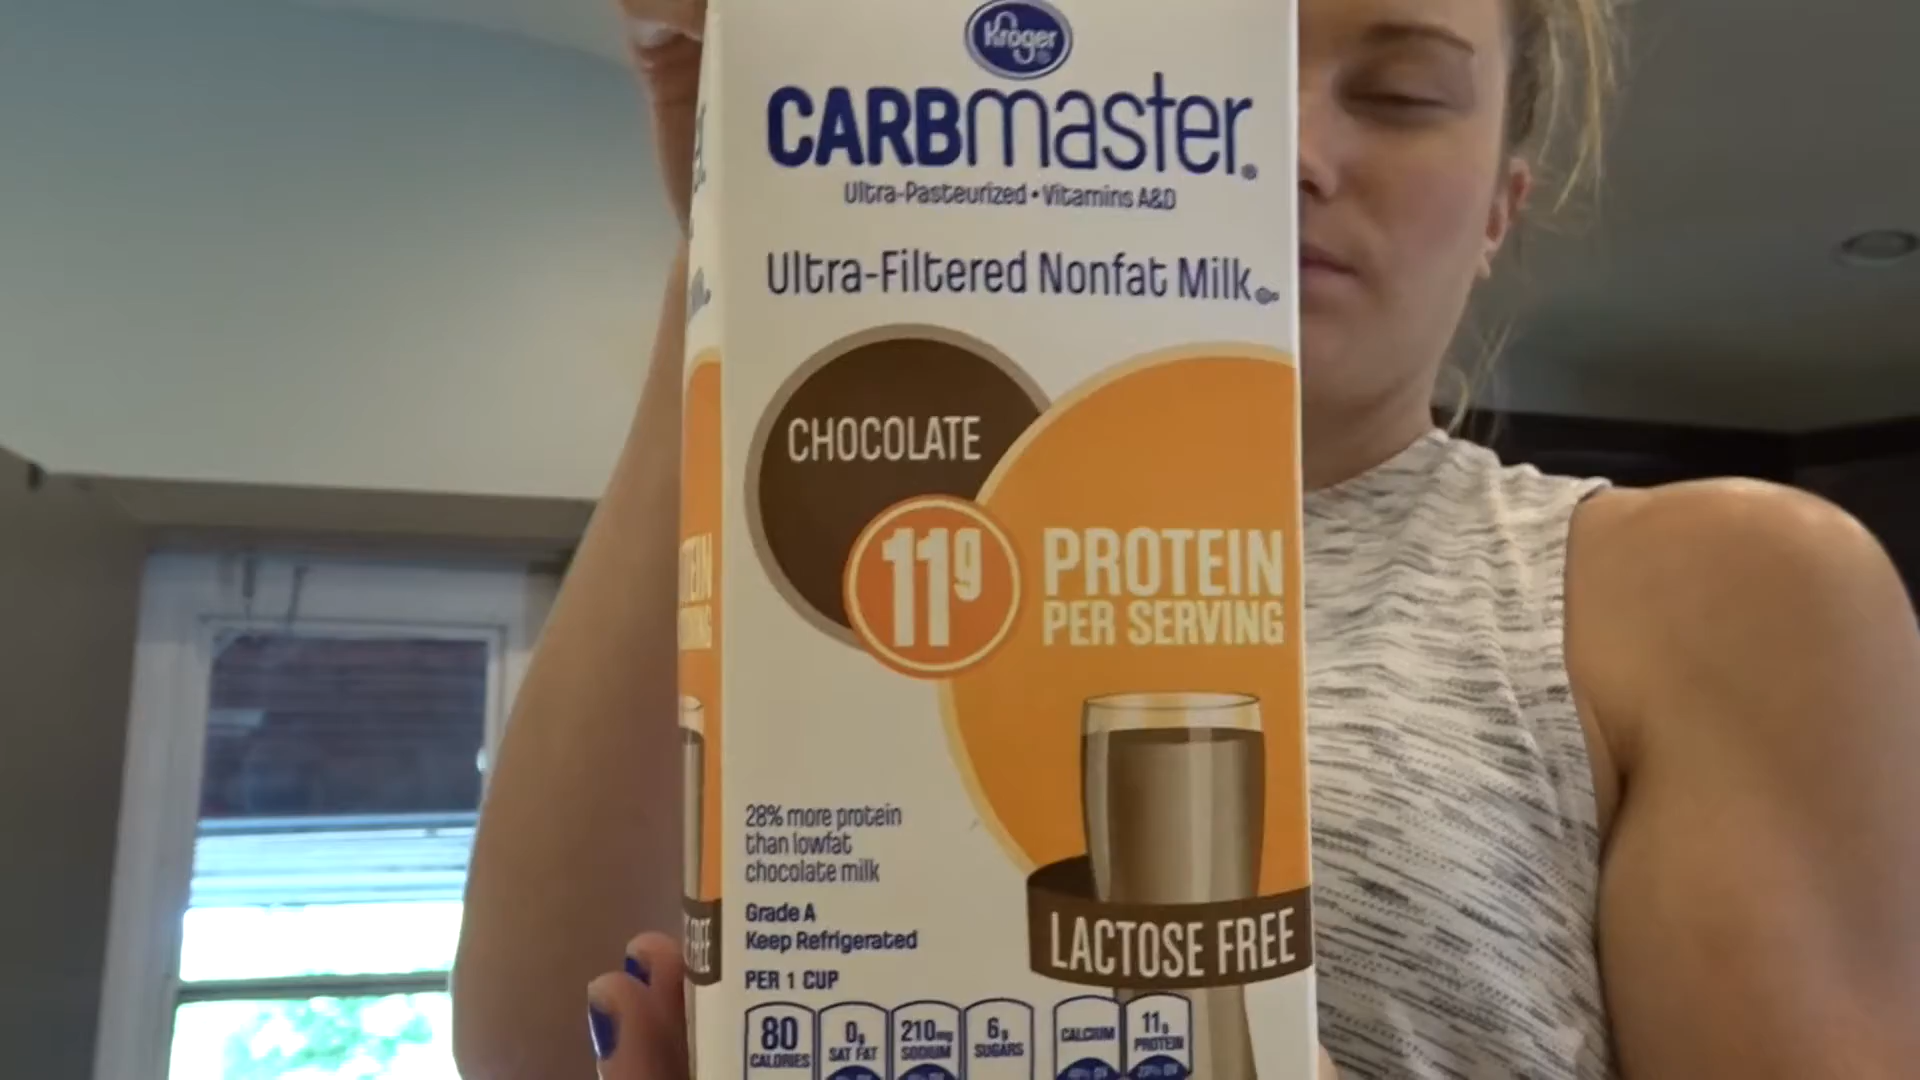 Kroger®
CARBmaster®
Ultra-Pasteurized • Vitamins A&D
Ultra-Filtered Nonfat Milk
CHOCOLATE
11g PROTEIN
PER SERVING
28% more protein
than lowfat
chocolate milk
Grade A
Keep Refrigerated
LACTOSE FREE
PER 1 CUP
80 CALORIES
0g SAT FAT
210mg SODIUM
6g SUGARS
CALCIUM
11g PROTEIN